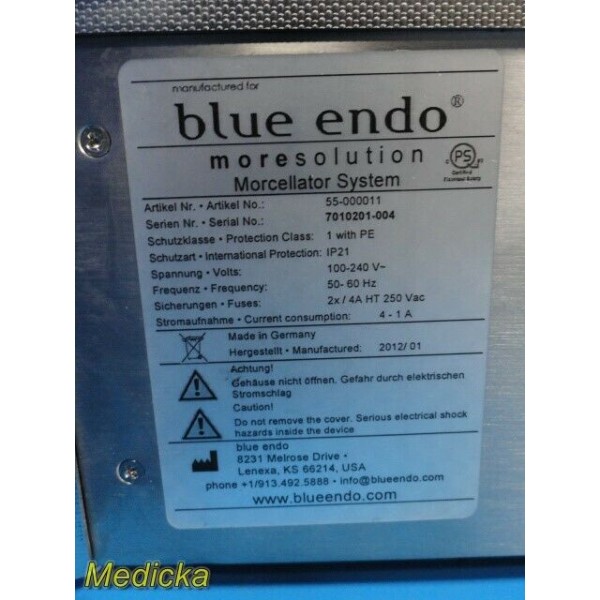 manufactured for
blue endo®
moresolution
Morcellator System
Artikel Nr. • Artikel No.: 55-000011
Serien Nr. • Serial No.: 7010201-004
Schutzklasse • Protection Class: 1 with PE
Schutzart • International Protection: IP21
Spannung • Volts: 100-240 V~
Frequenz • Frequency: 50- 60 Hz
Sicherungen • Fuses: 2x / 4A HT 250 Vac
Stromaufnahme • Current consumption: 4 - 1 A
Made in Germany
Hergestellt • Manufactured: 2012/ 01
Achtung!
Gehäuse nicht öffnen. Gefahr durch elektrischen
Stromschlag
Caution!
Do not remove the cover. Serious electrical shock
hazards inside the device
blue endo
8231 Melrose Drive •
Lenexa, KS 66214, USA
phone +1/913.492.5888 • info@blueendo.com
www.blueendo.com
PS
Certified
Medicka